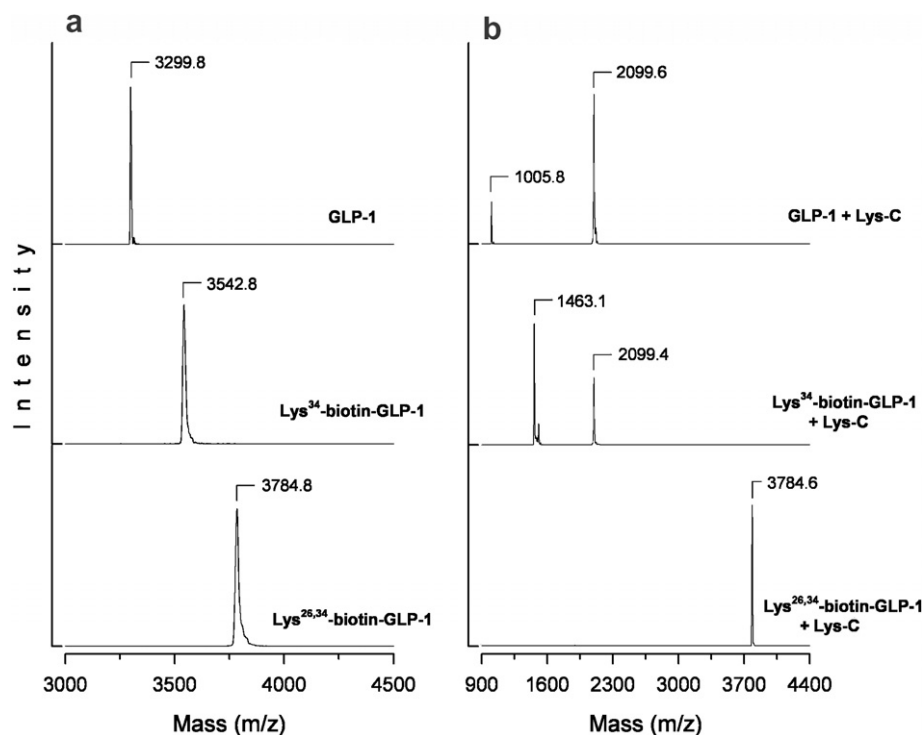 a
3299.8
GLP-1
3542.8
Lys³⁴-biotin-GLP-1
3784.8
Lys²⁶,³⁴-biotin-GLP-1
3000 3500 4000 4500
Mass (m/z)
Intensity
b
2099.6
1005.8
GLP-1 + Lys-C
1463.1
2099.4
Lys³⁴-biotin-GLP-1
+ Lys-C
3784.6
Lys²⁶,³⁴-biotin-GLP-1
+ Lys-C
900 1600 2300 3000 3700 4400
Mass (m/z)